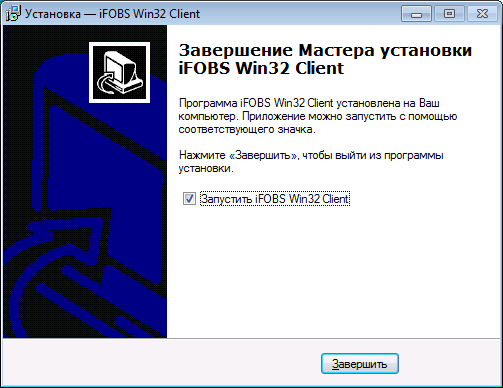 Установка — iFOBS Win32 Client
Завершение Мастера установки
iFOBS Win32 Client
Программа iFOBS Win32 Client установлена на Ваш
компьютер. Приложение можно запустить с помощью
соответствующего значка.
Нажмите «Завершить», чтобы выйти из программы
установки.
Запустить iFOBS Win32 Client
Завершить